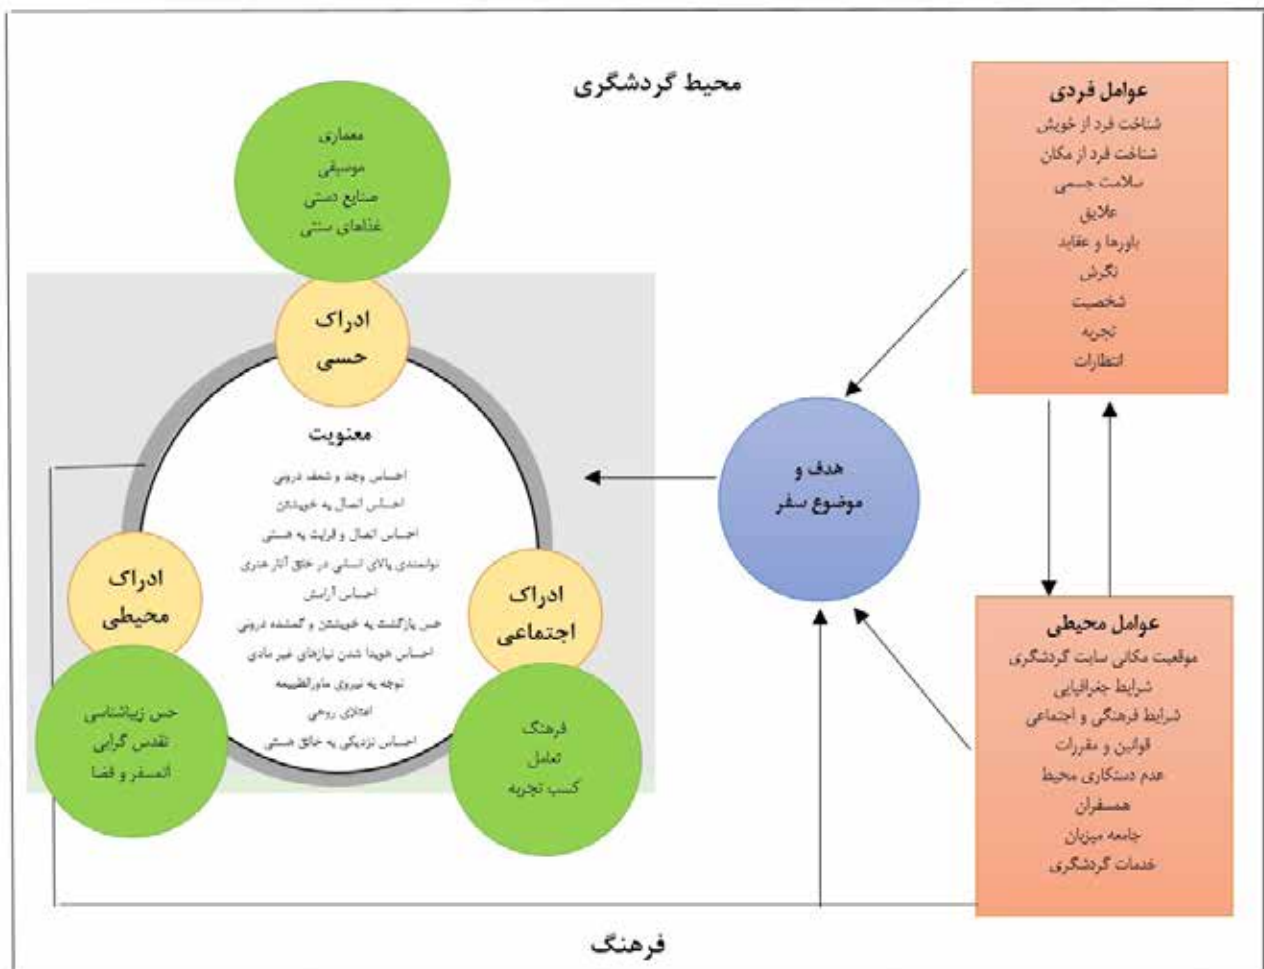 محیط گردشگری
عوامل فردی
شناخت فرد از خویش
شناخت فرد از مکان
سلامت جسمی
علایق
باورها و عقاید
نگرش
شخصیت
تجربه
انتظارات
معماری
موسیقی
صنایع دستی
غذاهای سنتی
ادراک
حسی
معنویت
احساس وجد و شعف درونی
احساس اتصال به خویشتن
احساس اتصال و قرابت به هستی
توانمندی بالای انسانی در خلق آثار هنری
احساس آرامش
حس بازگشت به خویشتن و گمشده درونی
احساس هویدا شدن نیازهای غیر مادی
توجه به نیروی ماورالطبیعه
اعتلای روحی
احساس نزدیکی به خالق هستی
هدف و
موضوع سفر
ادراک
محیطی
حس زیباشناسی
تقدس گرایی
اتمسفر و فضا
ادراک
اجتماعی
فرهنگ
تعامل
کسب تجربه
عوامل محیطی
موقعیت مکانی سایت گردشگری
شرایط جغرافیایی
شرایط فرهنگی و اجتماعی
قوانین و مقررات
عدم دستکاری محیط
همسفران
جامعه میزبان
خدمات گردشگری
فرهنگ